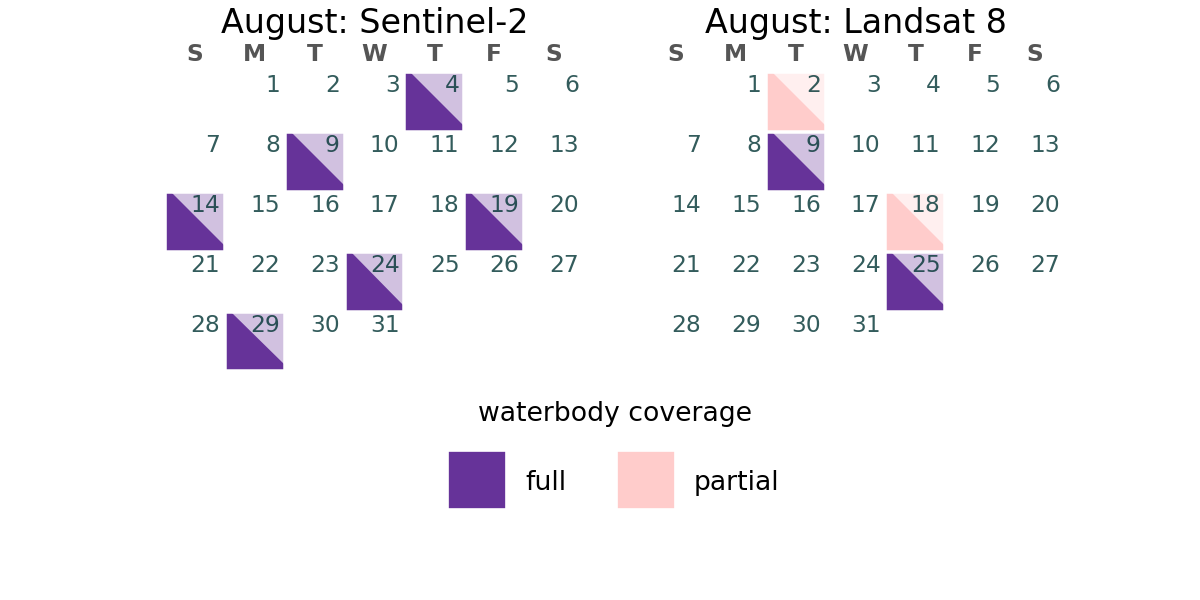 August: Sentinel-2
S M T W T F S
1 2 3 4 5 6
7 8 9 10 11 12 13
14 15 16 17 18 19 20
21 22 23 24 25 26 27
28 29 30 31
August: Landsat 8
S M T W T F S
1 2 3 4 5 6
7 8 9 10 11 12 13
14 15 16 17 18 19 20
21 22 23 24 25 26 27
28 29 30 31
waterbody coverage
full partial